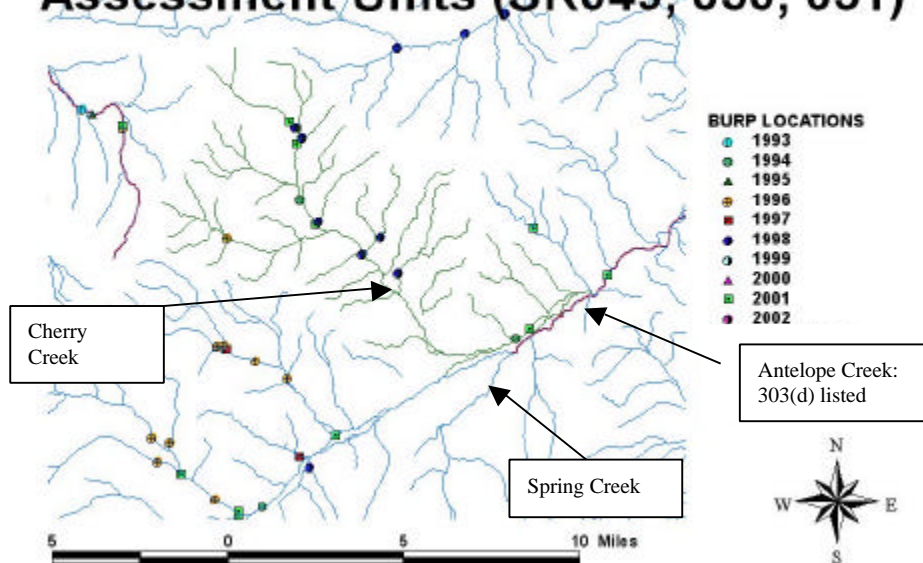 Assessment Units (SK049, 050, 051)
BURP LOCATIONS
1993
1994
1995
1996
1997
1998
1999
2000
2001
2002
Cherry
Creek
Antelope Creek:
303(d) listed
Spring Creek
N
W
E
S
5
0
5
10 Miles